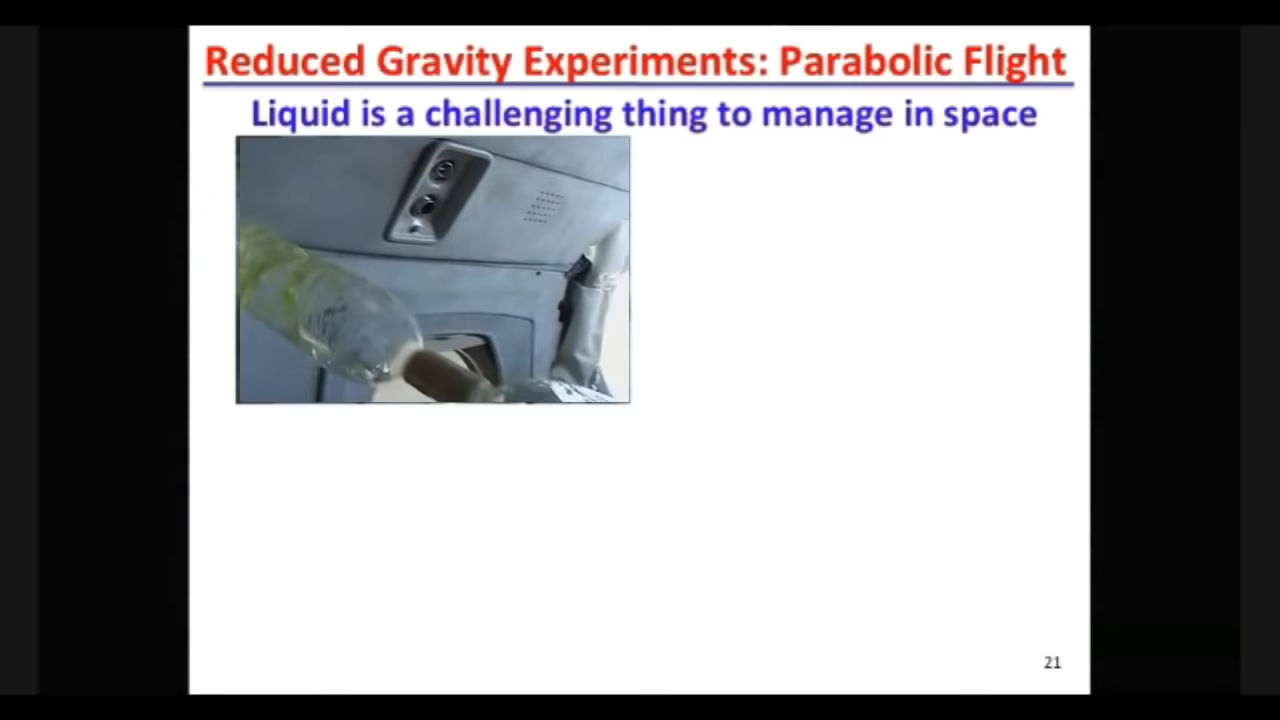 Reduced Gravity Experiments: Parabolic Flight
Liquid is a challenging thing to manage in space
21